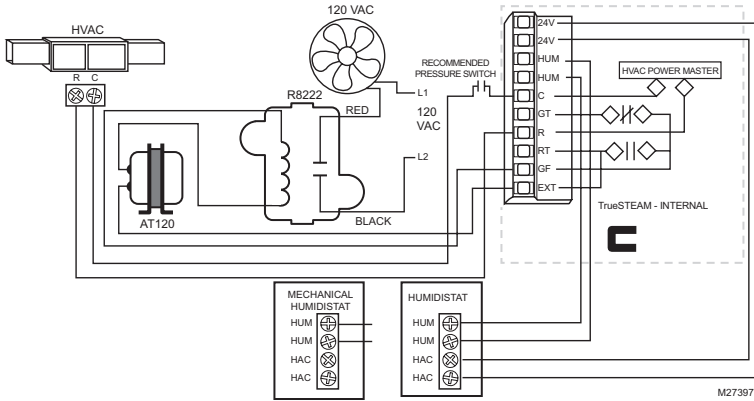 HVAC
R C
120 VAC
R8222
RED
L1
120
VAC
L2
BLACK
AT120
RECOMMENDED
PRESSURE SWITCH
24V
24V
HUM
HUM
C
GT
R
RT
GF
EXT
HVAC POWER MASTER
TrueSTEAM - INTERNAL
MECHANICAL
HUMIDISTAT
HUM
HUM
HAC
HAC
HUMIDISTAT
HUM
HUM
HAC
HAC
M27397